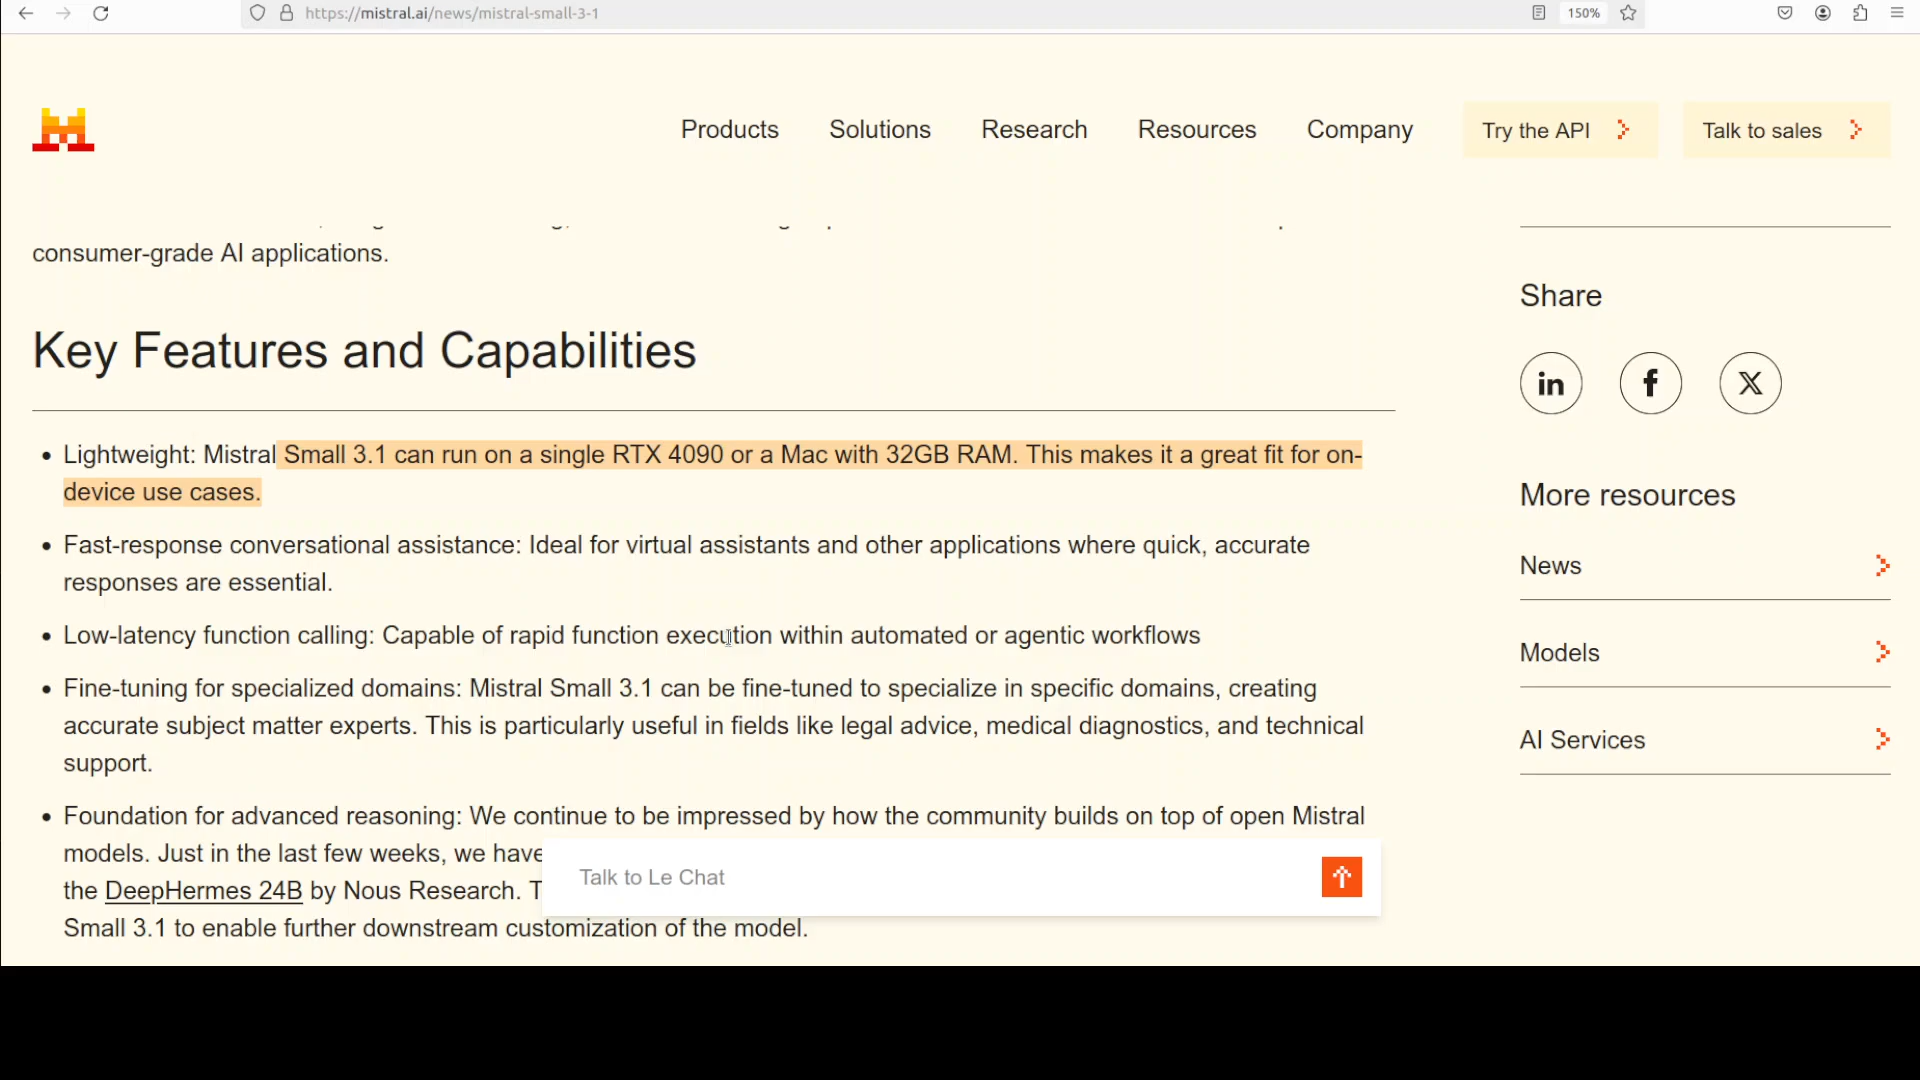 https://mistral.ai/news/mistral-small-3-1
150%
Products
Solutions
Research
Resources
Company
Try the API
Talk to sales
consumer-grade AI applications.
Key Features and Capabilities
Lightweight: Mistral Small 3.1 can run on a single RTX 4090 or a Mac with 32GB RAM. This makes it a great fit for on-
device use cases.
Fast-response conversational assistance: Ideal for virtual assistants and other applications where quick, accurate
responses are essential.
Low-latency function calling: Capable of rapid function execution within automated or agentic workflows
Fine-tuning for specialized domains: Mistral Small 3.1 can be fine-tuned to specialize in specific domains, creating
accurate subject matter experts. This is particularly useful in fields like legal advice, medical diagnostics, and technical
support.
Foundation for advanced reasoning: We continue to be impressed by how the community builds on top of open Mistral
models. Just in the last few weeks, we have
the DeepHermes 24B by Nous Research. T
Small 3.1 to enable further downstream customization of the model.
Talk to Le Chat
Share
in
f
X
More resources
News
Models
AI Services